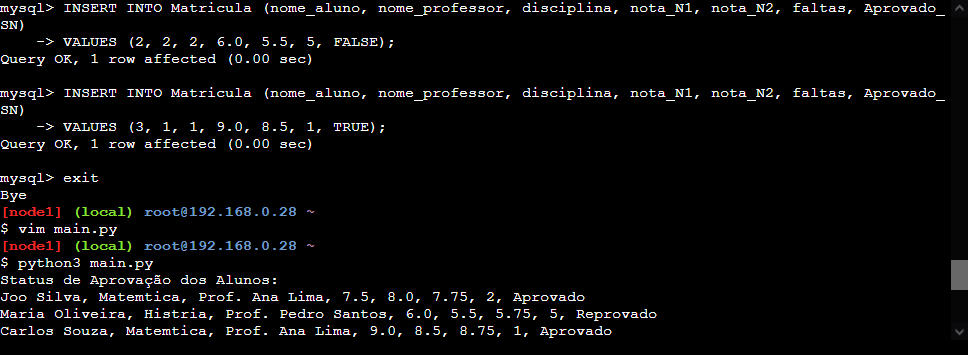 mysql> INSERT INTO Matricula (nome_aluno, nome_professor, disciplina, nota_N1, nota_N2, faltas, Aprovado_
SN)
    -> VALUES (2, 2, 2, 6.0, 5.5, 5, FALSE);
Query OK, 1 row affected (0.00 sec)
mysql> INSERT INTO Matricula (nome_aluno, nome_professor, disciplina, nota_N1, nota_N2, faltas, Aprovado_
SN)
    -> VALUES (3, 1, 1, 9.0, 8.5, 1, TRUE);
Query OK, 1 row affected (0.00 sec)
mysql> exit
Bye
[node1] (local) root@192.168.0.28 ~
$ vim main.py
[node1] (local) root@192.168.0.28 ~
$ python3 main.py
Status de Aprovação dos Alunos:
Joo Silva, Matemtica, Prof. Ana Lima, 7.5, 8.0, 7.75, 2, Aprovado
Maria Oliveira, Histria, Prof. Pedro Santos, 6.0, 5.5, 5.75, 5, Reprovado
Carlos Souza, Matemtica, Prof. Ana Lima, 9.0, 8.5, 8.75, 1, Aprovado